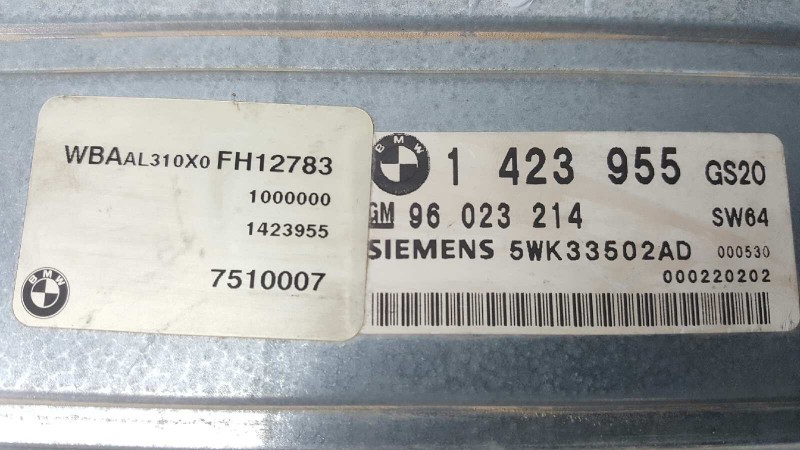 WBAAL310X0 FH12783
1000000
1423955
7510007
BMW
BMW
1 423 955 GS20
GM 96 023 214 SW64
SIEMENS 5WK33502AD 000530
000220202